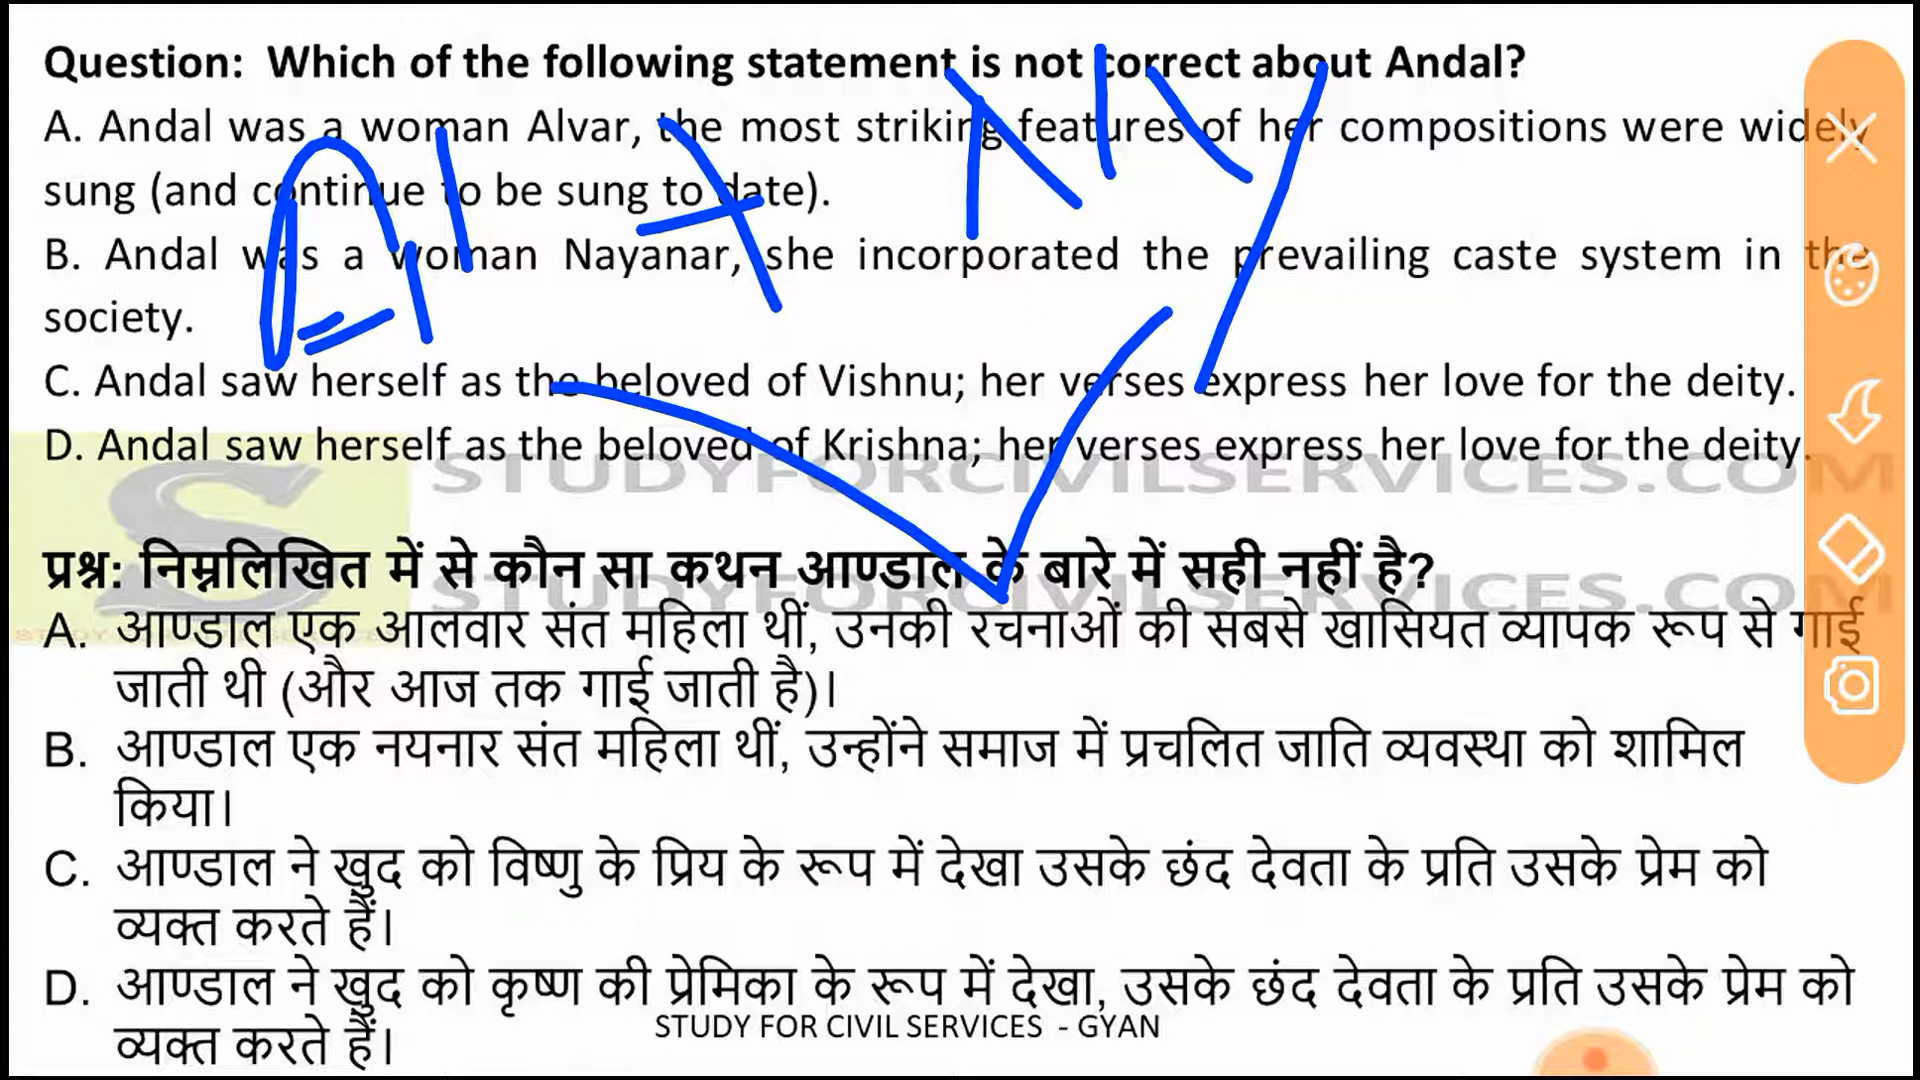 Question: Which of the following statement is not correct about Andal?
A. Andal was a woman Alvar, the most striking features of her compositions were widely
sung (and continue to be sung to date).
B. Andal was a woman Nayanar, she incorporated the prevailing caste system in the
society.
C. Andal saw herself as the beloved of Vishnu; her verses express her love for the deity.
D. Andal saw herself as the beloved of Krishna; her verses express her love for the deity.
STUDYFORCIVILSERVICES.COM
प्रश्न: निम्नलिखित में से कौन सा कथन आण्डाल के बारे में सही नहीं है?
STUDYFORCIVILSERVICES.COM
A. आण्डाल एक आलवार संत महिला थीं, उनकी रचनाओं की सबसे खासियत व्यापक रूप से गाई
जाती थी (और आज तक गाई जाती है)।
B. आण्डाल एक नयनार संत महिला थीं, उन्होंने समाज में प्रचलित जाति व्यवस्था को शामिल
किया।
C. आण्डाल ने खुद को विष्णु के प्रिय के रूप में देखा उसके छंद देवता के प्रति उसके प्रेम को
व्यक्त करते हैं।
D. आण्डाल ने खुद को कृष्ण की प्रेमिका के रूप में देखा, उसके छंद देवता के प्रति उसके प्रेम को
व्यक्त करते हैं।
STUDY FOR CIVIL SERVICES - GYAN